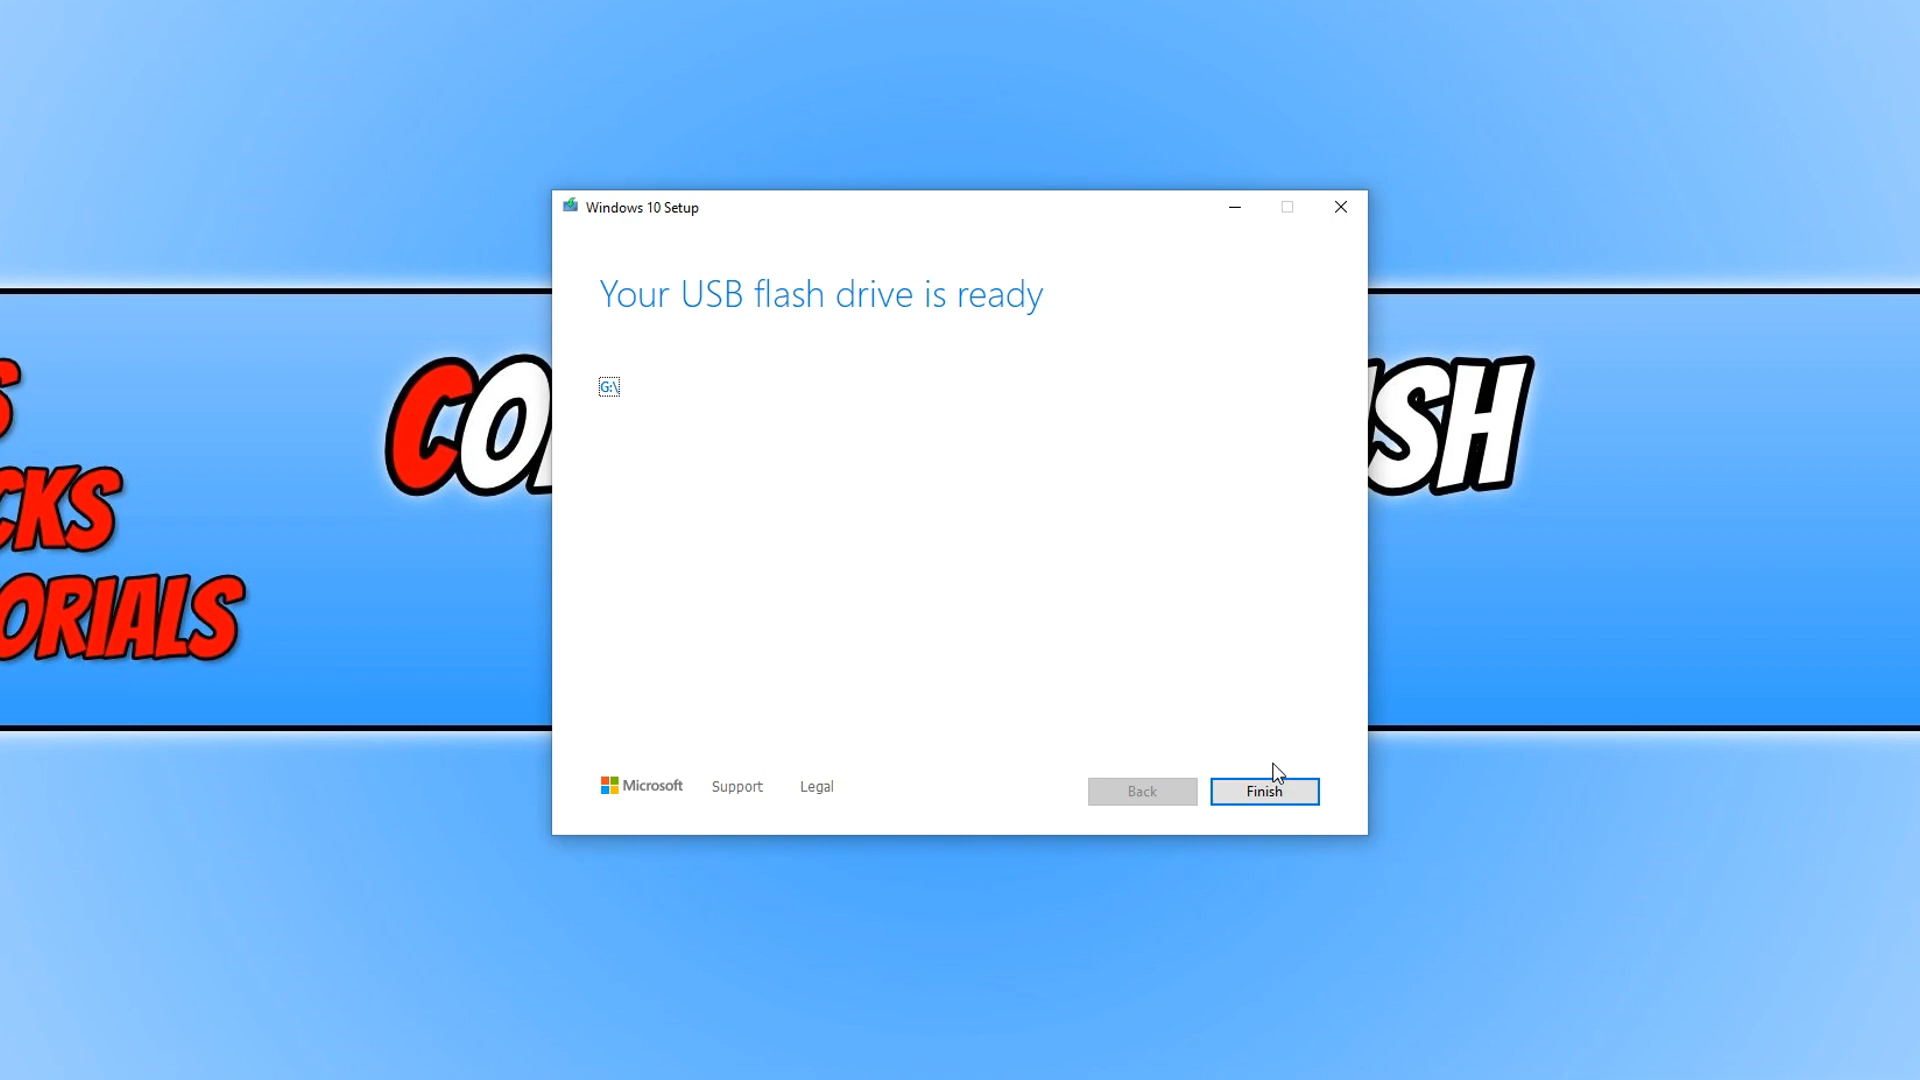 Windows 10 Setup
Your USB flash drive is ready
G:\
CKS
ORIALS
CO
SH
Microsoft
Support
Legal
Back
Finish